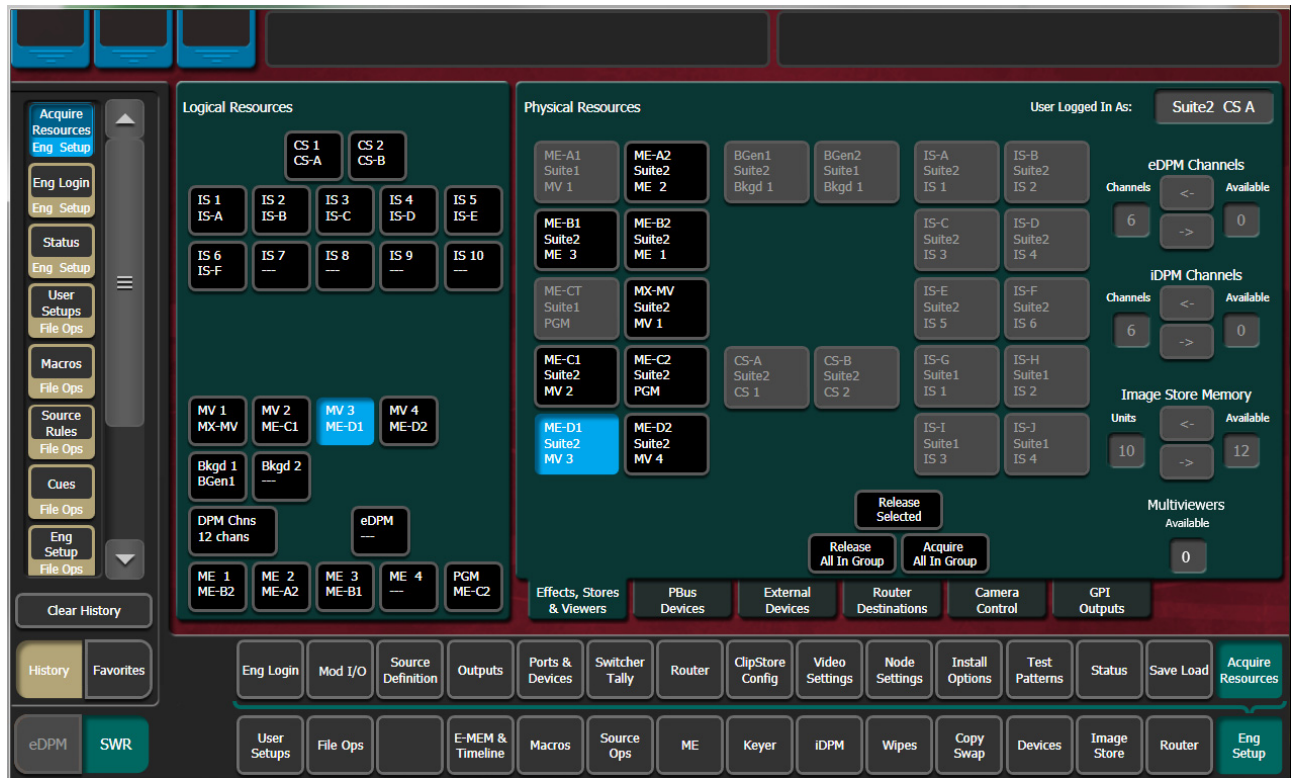 Acquire
Resources
Eng Setup
Eng Login
Eng Setup
Status
Eng Setup
User
Setups
File Ops
Macros
File Ops
Source
Rules
File Ops
Cues
File Ops
Eng
Setup
File Ops
Clear History
History
Favorites
eDPM
SWR
Logical Resources
CS 1
CS-A
CS 2
CS-B
IS 1
IS-A
IS 2
IS-B
IS 3
IS-C
IS 4
IS-D
IS 5
IS-E
IS 6
IS-F
IS 7
---
IS 8
---
IS 9
---
IS 10
---
MV 1
MX-MV
MV 2
ME-C1
MV 3
ME-D1
MV 4
ME-D2
Bkgd 1
BGen1
Bkgd 2
---
DPM Chns
12 chans
eDPM
---
ME 1
ME-B2
ME 2
ME-A2
ME 3
ME-B1
ME 4
---
PGM
ME-C2
Physical Resources
User Logged In As:
Suite2 CS A
ME-A1
Suite1
MV 1
ME-A2
Suite2
ME 2
BGen1
Suite2
Bkgd 1
BGen2
Suite1
Bkgd 1
IS-A
Suite2
IS 1
IS-B
Suite2
IS 2
ME-B1
Suite2
ME 3
ME-B2
Suite2
ME 1
IS-C
Suite2
IS 3
IS-D
Suite2
IS 4
ME-CT
Suite1
PGM
MX-MV
Suite2
MV 1
IS-E
Suite2
IS 5
IS-F
Suite2
IS 6
ME-C1
Suite2
MV 2
ME-C2
Suite2
PGM
CS-A
Suite2
CS 1
CS-B
Suite2
CS 2
IS-G
Suite1
IS 1
IS-H
Suite1
IS 2
ME-D1
Suite2
MV 3
ME-D2
Suite2
MV 4
IS-I
Suite1
IS 3
IS-J
Suite1
IS 4
eDPM Channels
Channels
<-
Available
6
->
0
iDPM Channels
Channels
<-
Available
6
->
0
Image Store Memory
Units
<-
Available
10
->
12
Multiviewers
Available
0
Release
Selected
Release
All In Group
Acquire
All In Group
Effects, Stores
& Viewers
PBus
Devices
External
Devices
Router
Destinations
Camera
Control
GPI
Outputs
Eng Login
Mod I/O
Source
Definition
Outputs
Ports &
Devices
Switcher
Tally
Router
ClipStore
Config
Video
Settings
Node
Settings
Install
Options
Test
Patterns
Status
Save Load
Acquire
Resources
User
Setups
File Ops
E-MEM &
Timeline
Macros
Source
Ops
ME
Keyer
iDPM
Wipes
Copy
Swap
Devices
Image
Store
Router
Eng
Setup